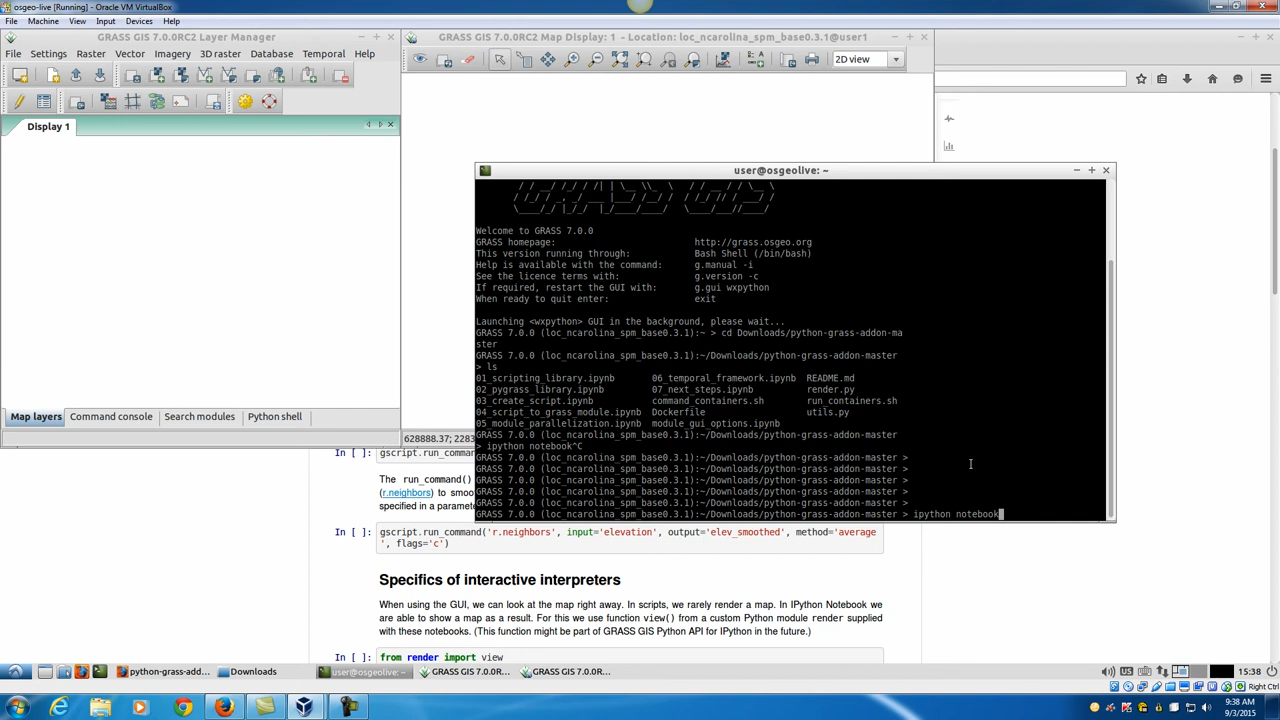 osgeo-live [Running] - Oracle VM VirtualBox
File Machine View Input Devices Help
GRASS GIS 7.0.0RC2 Layer Manager
File Settings Raster Vector Imagery 3D raster Database Temporal Help
Display 1
Map layers Command console Search modules Python shell
GRASS GIS 7.0.0RC2 Map Display: 1 - Location: loc_ncarolina_spm_base0.3.1@user1
2D view
628888.37; 2283
user@osgeolive: ~
Welcome to GRASS 7.0.0
GRASS homepage: http://grass.osgeo.org
This version running through: Bash Shell (/bin/bash)
Help is available with the command: g.manual -i
See the licence terms with: g.version -c
If required, restart the GUI with: g.gui wxpython
When ready to quit enter: exit
Launching <wxpython> GUI in the background, please wait...
GRASS 7.0.0 (loc_ncarolina_spm_base0.3.1):~ > cd Downloads/python-grass-addon-ma
ster
GRASS 7.0.0 (loc_ncarolina_spm_base0.3.1):~/Downloads/python-grass-addon-master
> ls
01_scripting_library.ipynb 06_temporal_framework.ipynb README.md
02_pygrass_library.ipynb 07_next_steps.ipynb render.py
03_create_script.ipynb command_containers.sh run_containers.sh
04_script_to_grass_module.ipynb Dockerfile utils.py
05_module_parallelization.ipynb module_gui_options.ipynb
GRASS 7.0.0 (loc_ncarolina_spm_base0.3.1):~/Downloads/python-grass-addon-master
> ipython notebook^C
GRASS 7.0.0 (loc_ncarolina_spm_base0.3.1):~/Downloads/python-grass-addon-master >
GRASS 7.0.0 (loc_ncarolina_spm_base0.3.1):~/Downloads/python-grass-addon-master >
GRASS 7.0.0 (loc_ncarolina_spm_base0.3.1):~/Downloads/python-grass-addon-master >
GRASS 7.0.0 (loc_ncarolina_spm_base0.3.1):~/Downloads/python-grass-addon-master >
GRASS 7.0.0 (loc_ncarolina_spm_base0.3.1):~/Downloads/python-grass-addon-master >
GRASS 7.0.0 (loc_ncarolina_spm_base0.3.1):~/Downloads/python-grass-addon-master > ipython notebook
In [ ]: gscript.run_command(
The run_command()
(r.neighbors) to smoo
specified in a paramete
In [ ]: gscript.run_command('r.neighbors', input='elevation', output='elev_smoothed', method='average
', flags='c')
Specifics of interactive interpreters
When using the GUI, we can look at the map right away. In scripts, we rarely render a map. In IPython Notebook we
are able to show a map as a result. For this we use function view() from a custom Python module render supplied
with these notebooks. (This function might be part of GRASS GIS Python API for IPython in the future.)
In [ ]: from render import view
python-grass-add... Downloads user@osgeolive: ~ GRASS GIS 7.0.0R... GRASS GIS 7.0.0R... 15:38
Right Ctrl
9:38 AM
9/3/2015